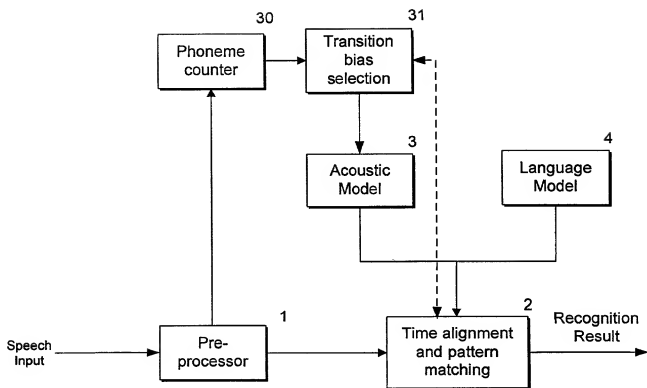 30
Phoneme
counter
31
Transition
bias
selection
3
Acoustic
Model
4
Language
Model
Speech
Input
1
Pre-
processor
2
Time alignment
and pattern
matching
Recognition
Result